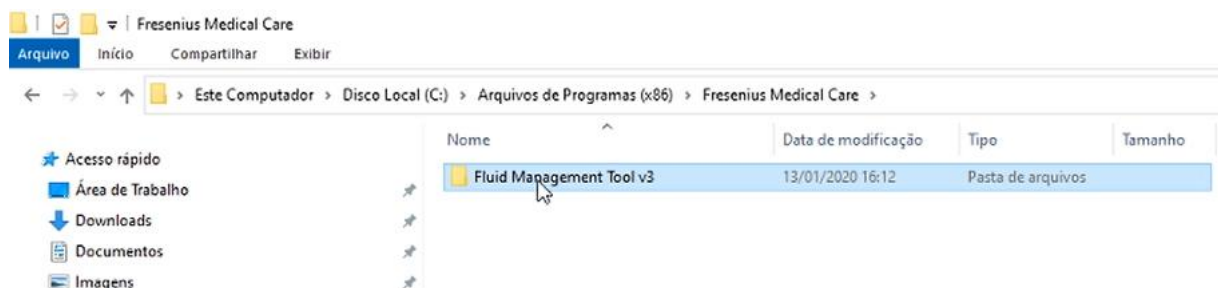 Fresenius Medical Care
Arquivo Início Compartilhar Exibir
Este Computador > Disco Local (C:) > Arquivos de Programas (x86) > Fresenius Medical Care >
Nome Data de modificação Tipo Tamanho
Acesso rápido
Fluid Management Tool v3 13/01/2020 16:12 Pasta de arquivos
Área de Trabalho
Downloads
Documentos
Imagens